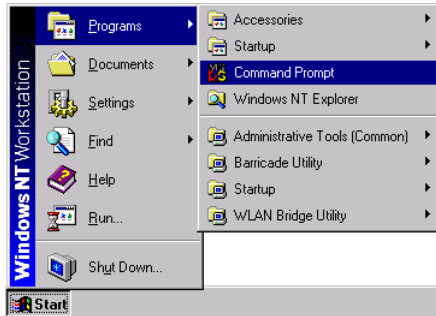 Windows NT Workstation
Programs
Documents
Settings
Find
Help
Run...
Shut Down...
Accessories
Startup
Command Prompt
Windows NT Explorer
Administrative Tools (Common)
Barricade Utility
Startup
WLAN Bridge Utility
Start